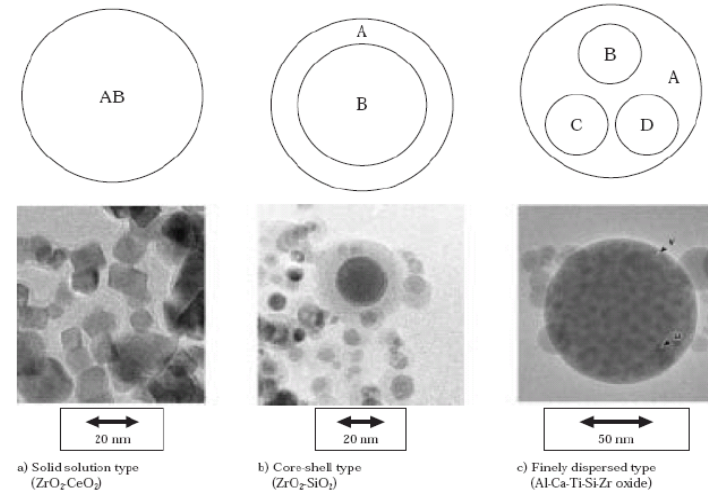 AB
A
B
B
A
C
D
20 nm
20 nm
50 nm
a) Solid solution type
(ZrO₂-CeO₂)
b) Core-shell type
(ZrO₂-SiO₂)
c) Finely dispersed type
(Al-Ca-Ti-Si-Zr oxide)